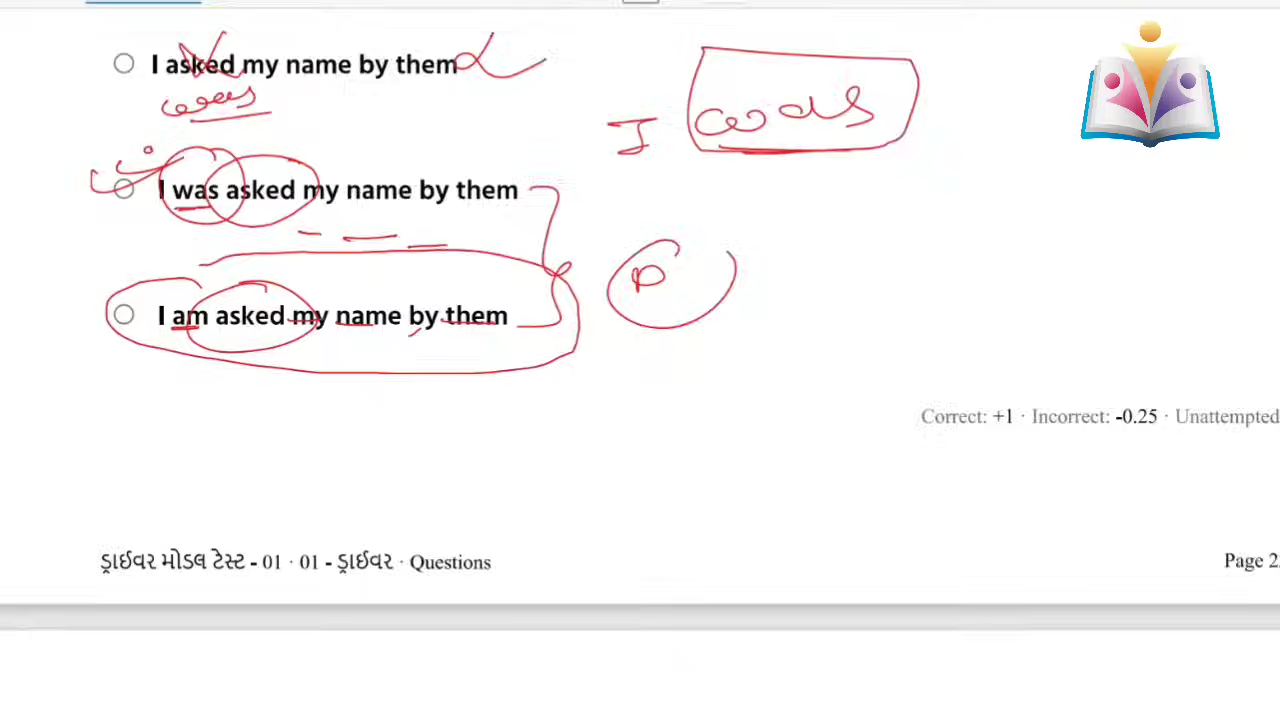 I asked my name by them
was
I was
I was asked my name by them
P
I am asked my name by them
Correct: +1 · Incorrect: -0.25 · Unattempted
ડ્રાઈવર મોડલ ટેસ્ટ - 01 · 01 - ડ્રાઈવર · Questions
Page 2